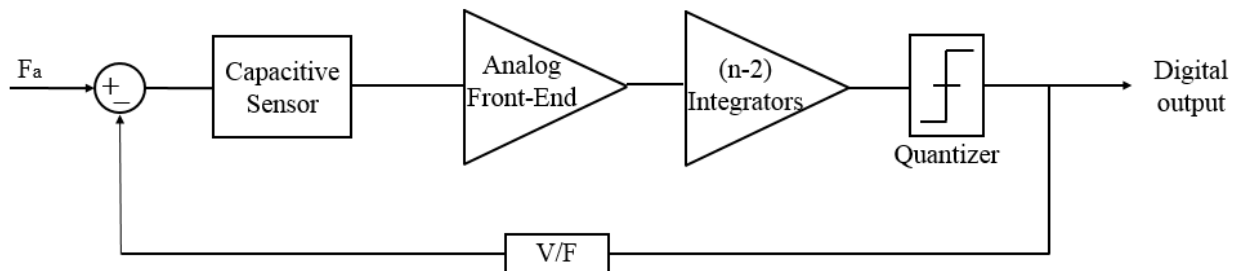 Fa
+
−
Capacitive
Sensor
Analog
Front-End
(n-2)
Integrators
Quantizer
Digital
output
V/F